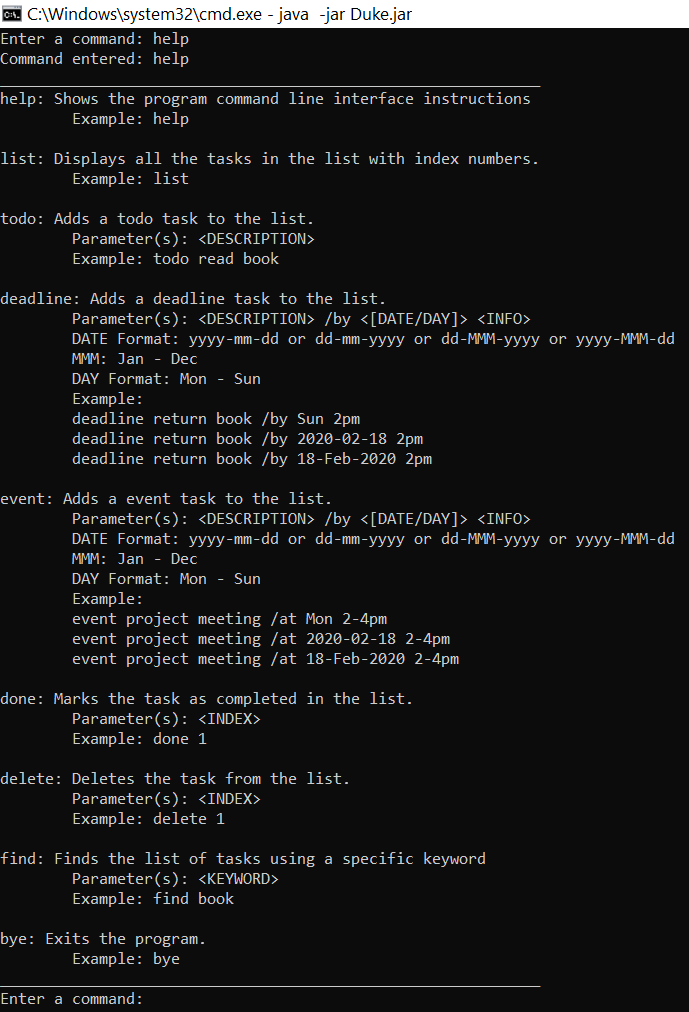 C:\Windows\system32\cmd.exe - java  -jar Duke.jar
Enter a command: help
Command entered: help
____________________________________________________________
help: Shows the program command line interface instructions
        Example: help

list: Displays all the tasks in the list with index numbers.
        Example: list

todo: Adds a todo task to the list.
        Parameter(s): <DESCRIPTION>
        Example: todo read book

deadline: Adds a deadline task to the list.
        Parameter(s): <DESCRIPTION> /by <[DATE/DAY]> <INFO>
        DATE Format: yyyy-mm-dd or dd-mm-yyyy or dd-MMM-yyyy or yyyy-MMM-dd
        MMM: Jan - Dec
        DAY Format: Mon - Sun
        Example:
        deadline return book /by Sun 2pm
        deadline return book /by 2020-02-18 2pm
        deadline return book /by 18-Feb-2020 2pm

event: Adds a event task to the list.
        Parameter(s): <DESCRIPTION> /by <[DATE/DAY]> <INFO>
        DATE Format: yyyy-mm-dd or dd-mm-yyyy or dd-MMM-yyyy or yyyy-MMM-dd
        MMM: Jan - Dec
        DAY Format: Mon - Sun
        Example:
        event project meeting /at Mon 2-4pm
        event project meeting /at 2020-02-18 2-4pm
        event project meeting /at 18-Feb-2020 2-4pm

done: Marks the task as completed in the list.
        Parameter(s): <INDEX>
        Example: done 1

delete: Deletes the task from the list.
        Parameter(s): <INDEX>
        Example: delete 1

find: Finds the list of tasks using a specific keyword
        Parameter(s): <KEYWORD>
        Example: find book

bye: Exits the program.
        Example: bye
____________________________________________________________
Enter a command: